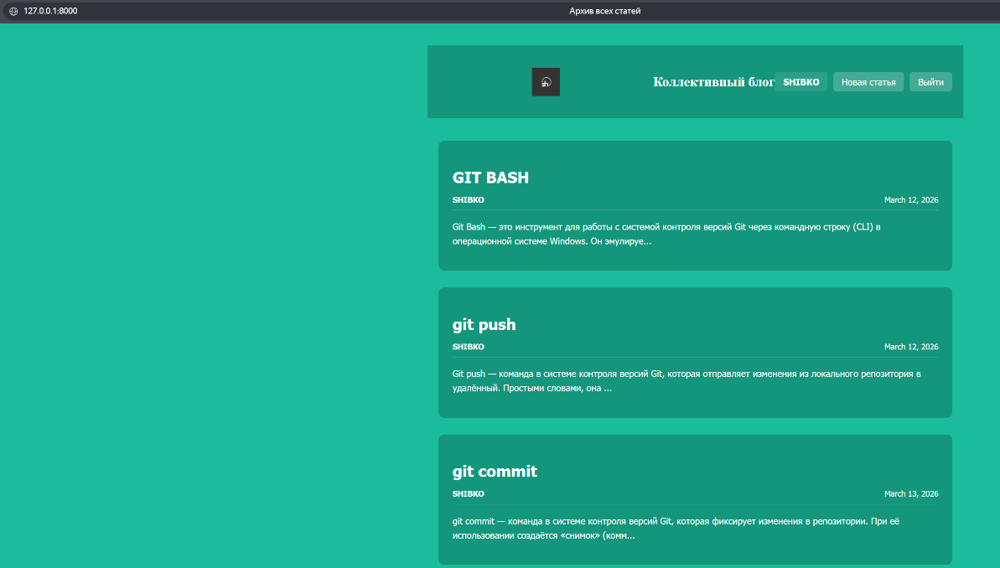 127.0.0.1:8000 Архив всех статей
sh Коллективный блог SHIBKO Новая статья Выйти
GIT BASH
SHIBKO March 12, 2026
Git Bash — это инструмент для работы с системой контроля версий Git через командную строку (CLI) в
операционной системе Windows. Он эмулируе...
git push
SHIBKO March 12, 2026
Git push — команда в системе контроля версий Git, которая отправляет изменения из локального репозитория в
удалённый. Простыми словами, она ...
git commit
SHIBKO March 13, 2026
git commit — команда в системе контроля версий Git, которая фиксирует изменения в репозитории. При её
использовании создаётся «снимок» (комм...